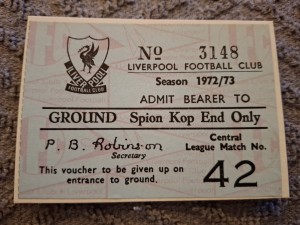 No 3148
LIVERPOOL FOOTBALL CLUB
LIVERPOOL
FOOTBALL CLUB
Season 1972/73
ADMIT BEARER TO
GROUND Spion Kop End Only
P. B. Robinson
Secretary
Central
League Match No.
This voucher to be given up on
entrance to ground.
42